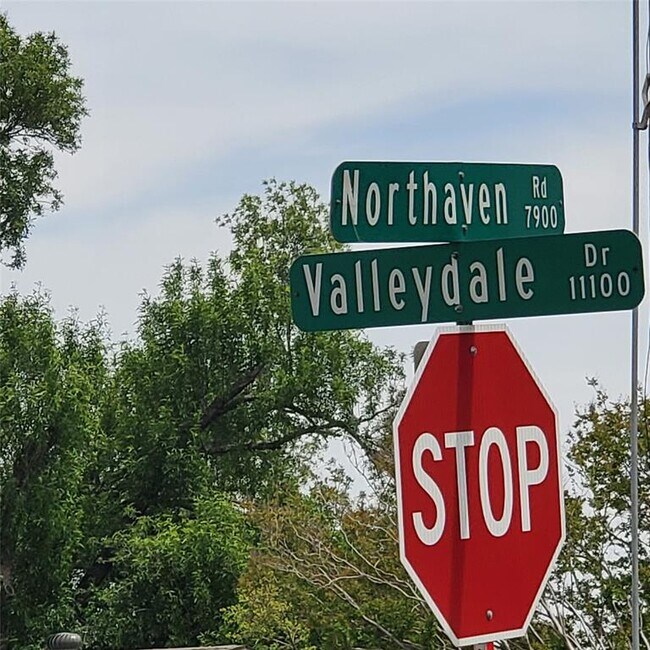 Northaven Rd
7900
Valleydale Dr
11100
STOP